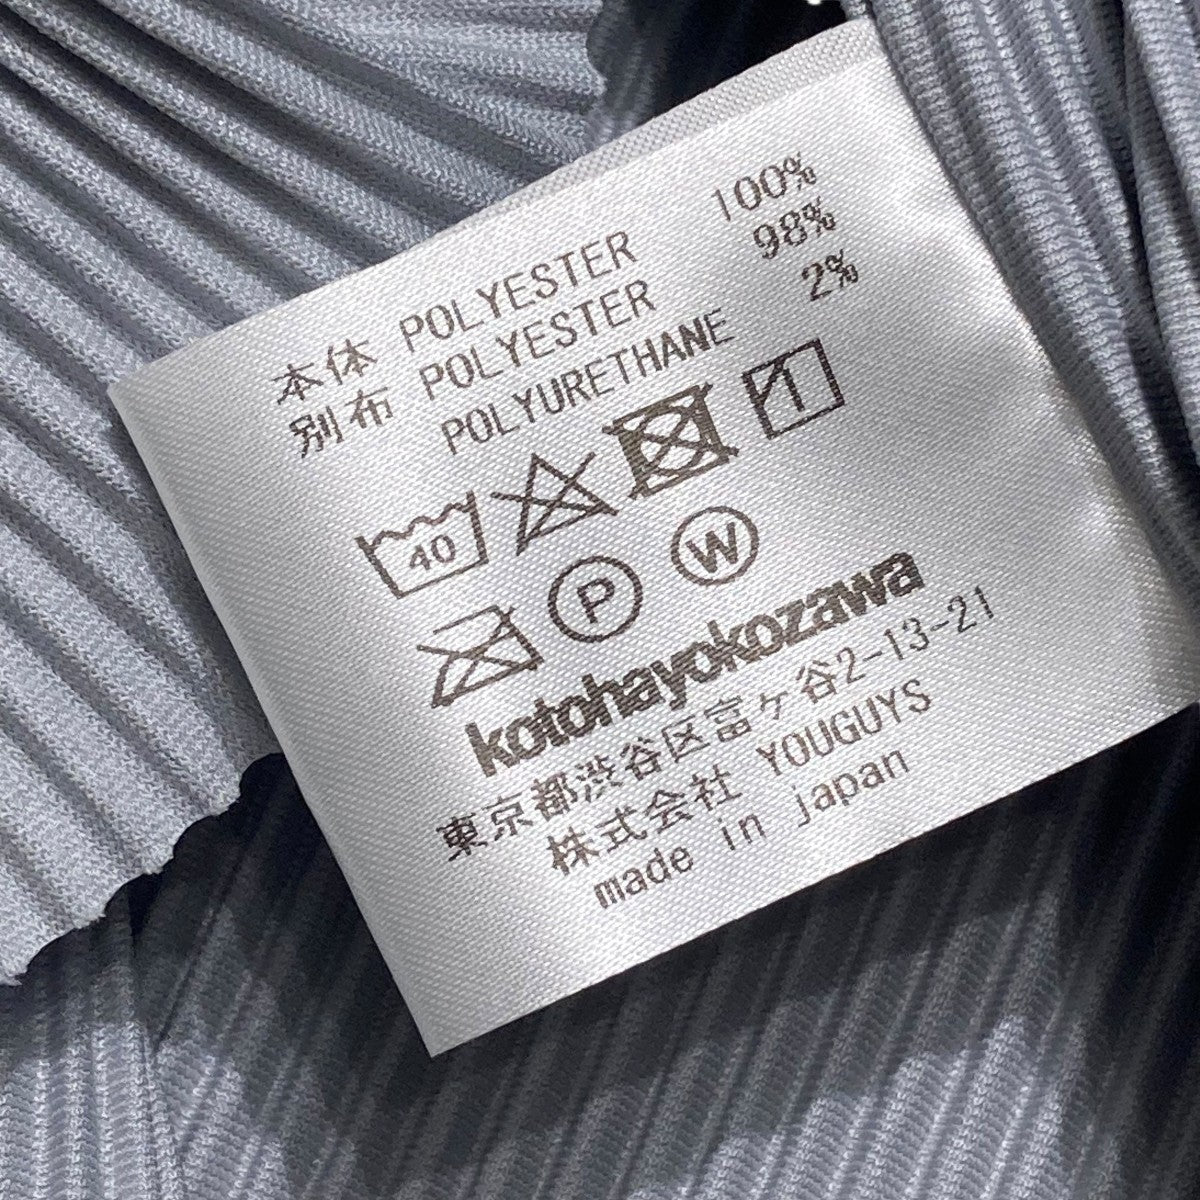 本体 POLYESTER 100%
別布 POLYESTER 98%
POLYURETHANE 2%
40
P W
kotohayokozawa
東京都渋谷区富ケ谷2-13-21
株式会社 YOUGUYS
made in japan